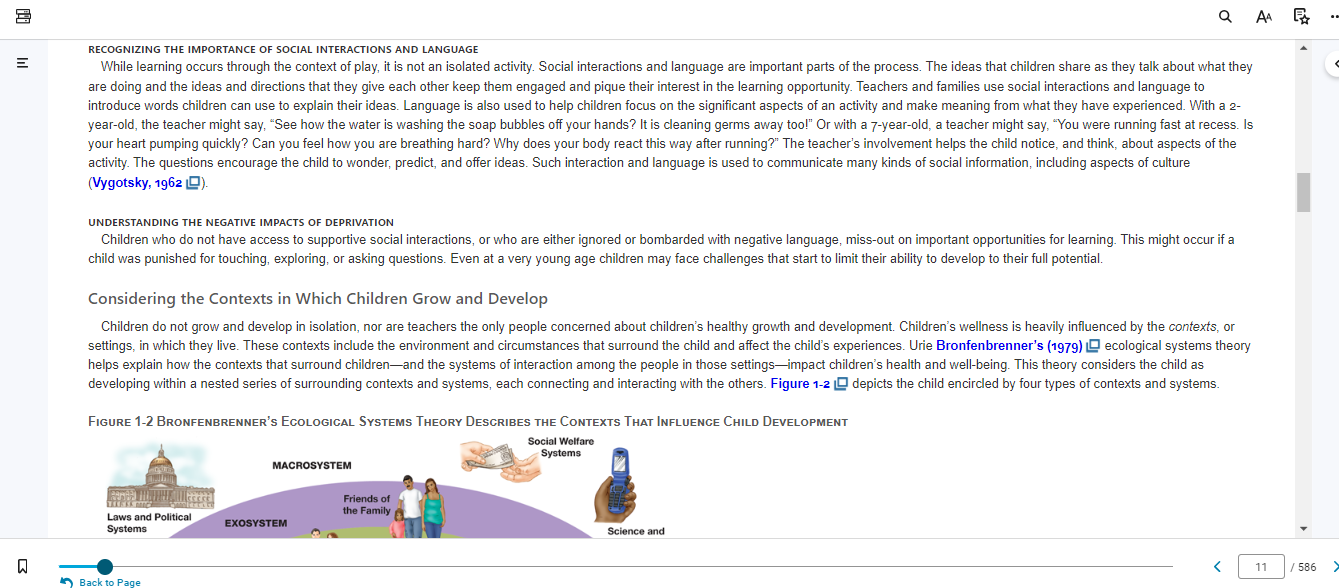 RECOGNIZING THE IMPORTANCE OF SOCIAL INTERACTIONS AND LANGUAGE
While learning occurs through the context of play, it is not an isolated activity. Social interactions and language are important parts of the process. The ideas that children share as they talk about what they
are doing and the ideas and directions that they give each other keep them engaged and pique their interest in the learning opportunity. Teachers and families use social interactions and language to
introduce words children can use to explain their ideas. Language is also used to help children focus on the significant aspects of an activity and make meaning from what they have experienced. With a 2-
year-old, the teacher might say, “See how the water is washing the soap bubbles off your hands? It is cleaning germs away too!” Or with a 7-year-old, a teacher might say, “You were running fast at recess. Is
your heart pumping quickly? Can you feel how you are breathing hard? Why does your body react this way after running?” The teacher’s involvement helps the child notice, and think, about aspects of the
activity. The questions encourage the child to wonder, predict, and offer ideas. Such interaction and language is used to communicate many kinds of social information, including aspects of culture
(Vygotsky, 1962).
UNDERSTANDING THE NEGATIVE IMPACTS OF DEPRIVATION
Children who do not have access to supportive social interactions, or who are either ignored or bombarded with negative language, miss-out on important opportunities for learning. This might occur if a
child was punished for touching, exploring, or asking questions. Even at a very young age children may face challenges that start to limit their ability to develop to their full potential.
Considering the Contexts in Which Children Grow and Develop
Children do not grow and develop in isolation, nor are teachers the only people concerned about children’s healthy growth and development. Children’s wellness is heavily influenced by the contexts, or
settings, in which they live. These contexts include the environment and circumstances that surround the child and affect the child’s experiences. Urie Bronfenbrenner’s (1979) ecological systems theory
helps explain how the contexts that surround children—and the systems of interaction among the people in those settings—impact children’s health and well-being. This theory considers the child as
developing within a nested series of surrounding contexts and systems, each connecting and interacting with the others. Figure 1-2 depicts the child encircled by four types of contexts and systems.
FIGURE 1-2 BRONFENBRENNER’S ECOLOGICAL SYSTEMS THEORY DESCRIBES THE CONTEXTS THAT INFLUENCE CHILD DEVELOPMENT
Social Welfare
Systems
MACROSYSTEM
Friends of
the Family
Laws and Political
Systems
EXOSYSTEM
Science and
11 / 586
Back to Page